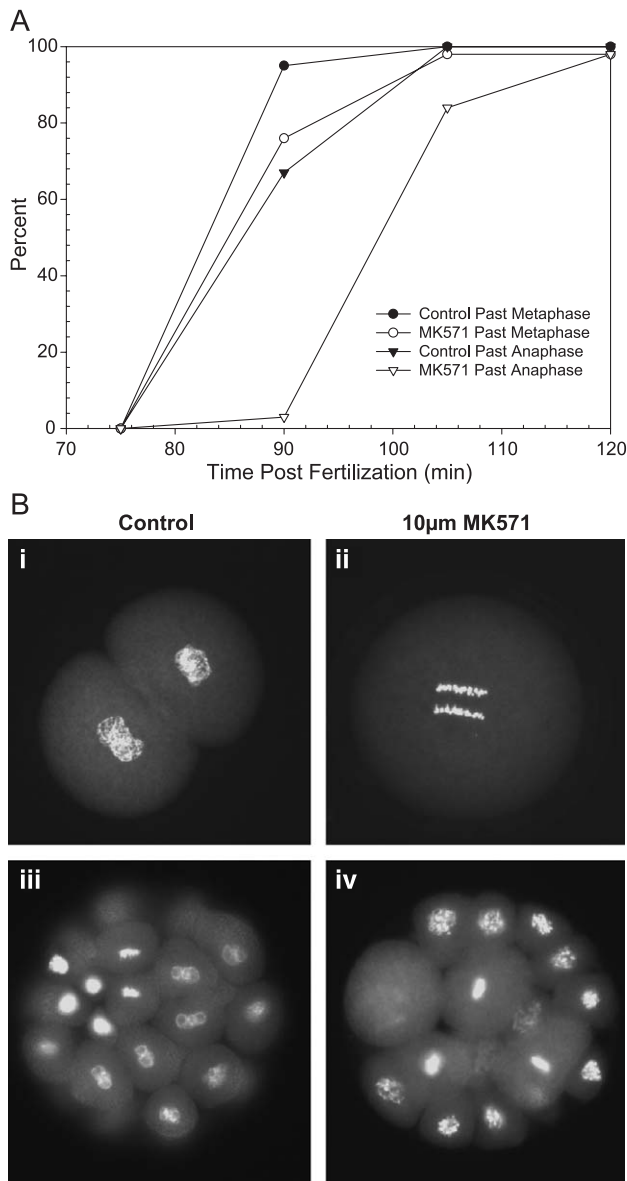 A
100
80
60
40
20
0
Percent
Control Past Metaphase
MK571 Past Metaphase
Control Past Anaphase
MK571 Past Anaphase
70 80 90 100 110 120
Time Post Fertilization (min)
B
Control 10µm MK571
i ii
iii iv